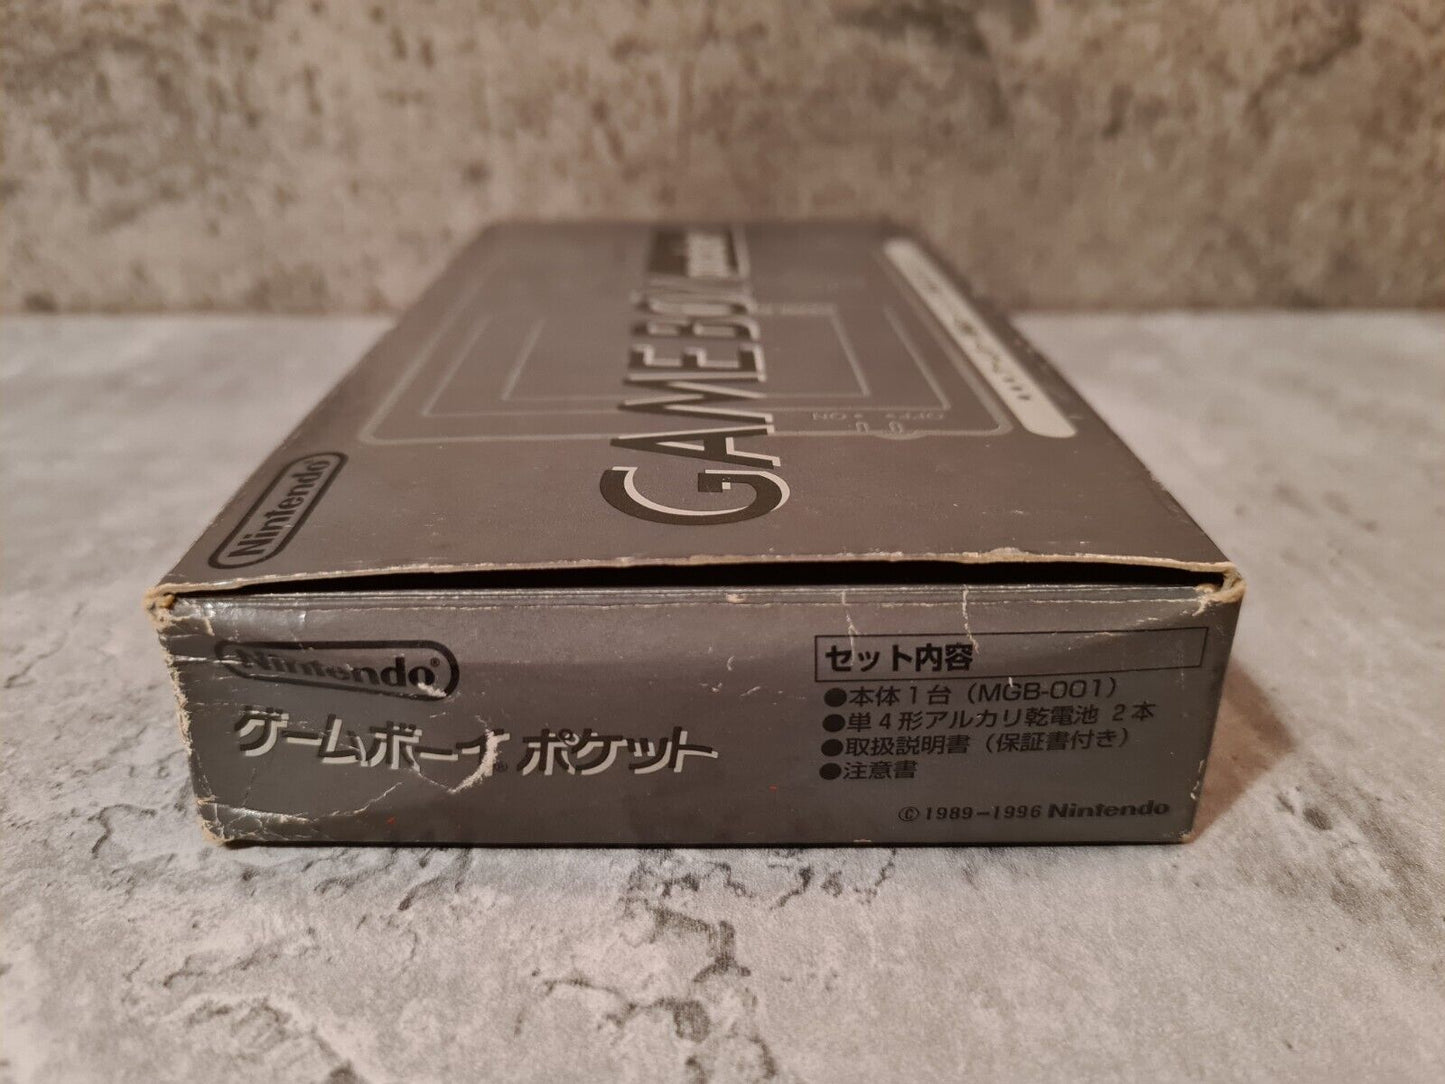 GAME BOY
OFF• •ON
Nintendo
Nintendo®
ゲームボーイ® ポケット
セット内容
●本体1台(MGB-001)
●単4形アルカリ乾電池 2本
●取扱説明書(保証書付き)
●注意書
©1989-1996 Nintendo